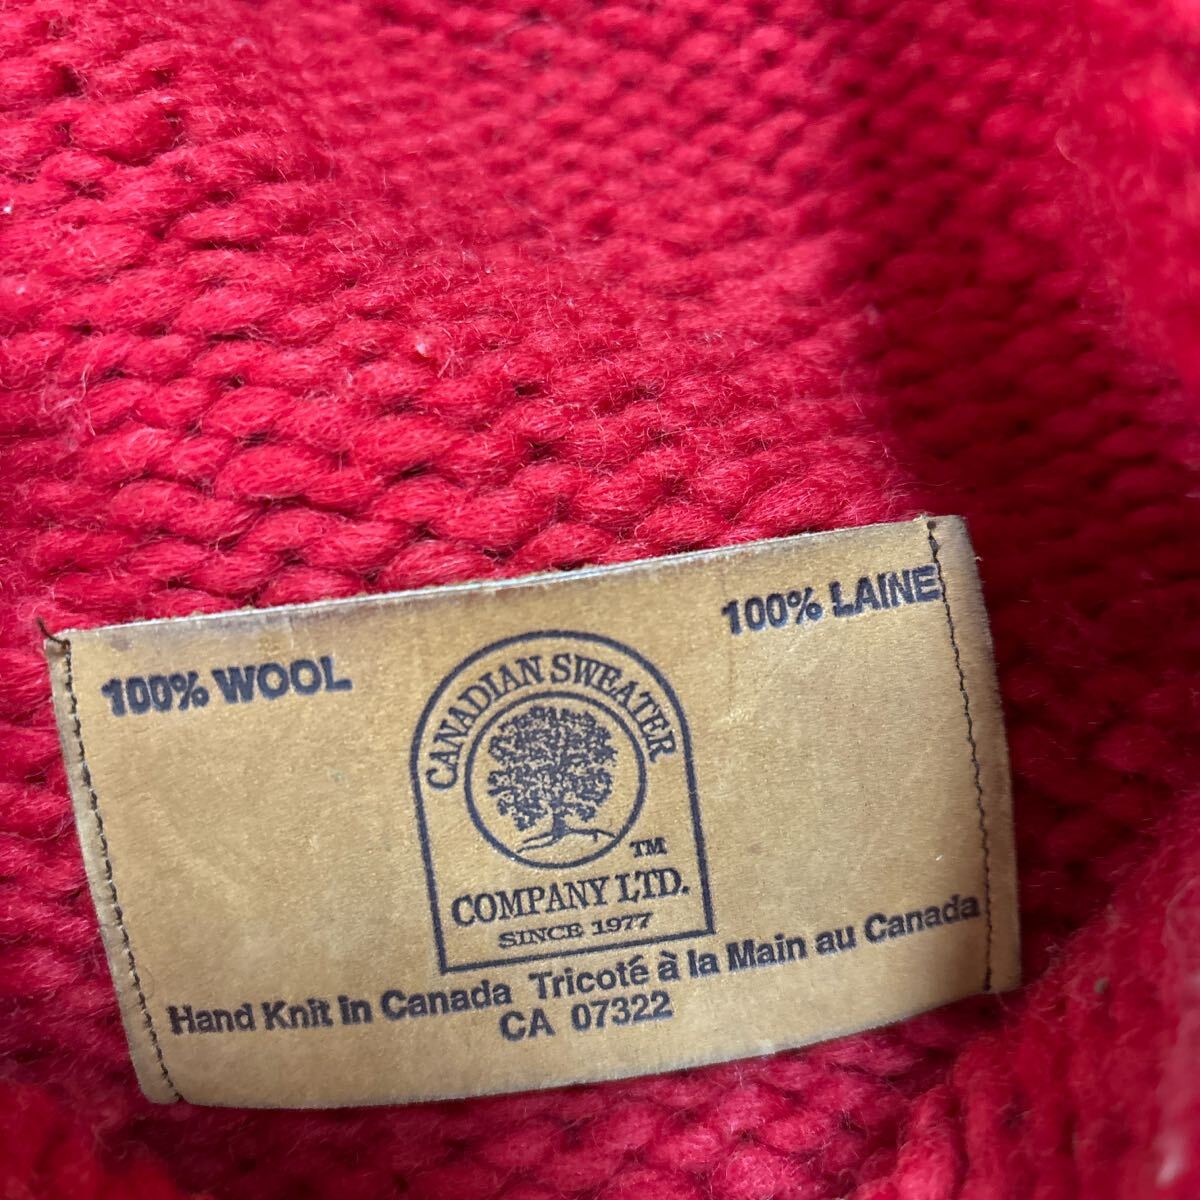 100% WOOL
100% LAINE
CANADIAN SWEATER
TM
COMPANY LTD.
SINCE 1977
Hand Knit in Canada Tricoté à la Main au Canada
CA 07322